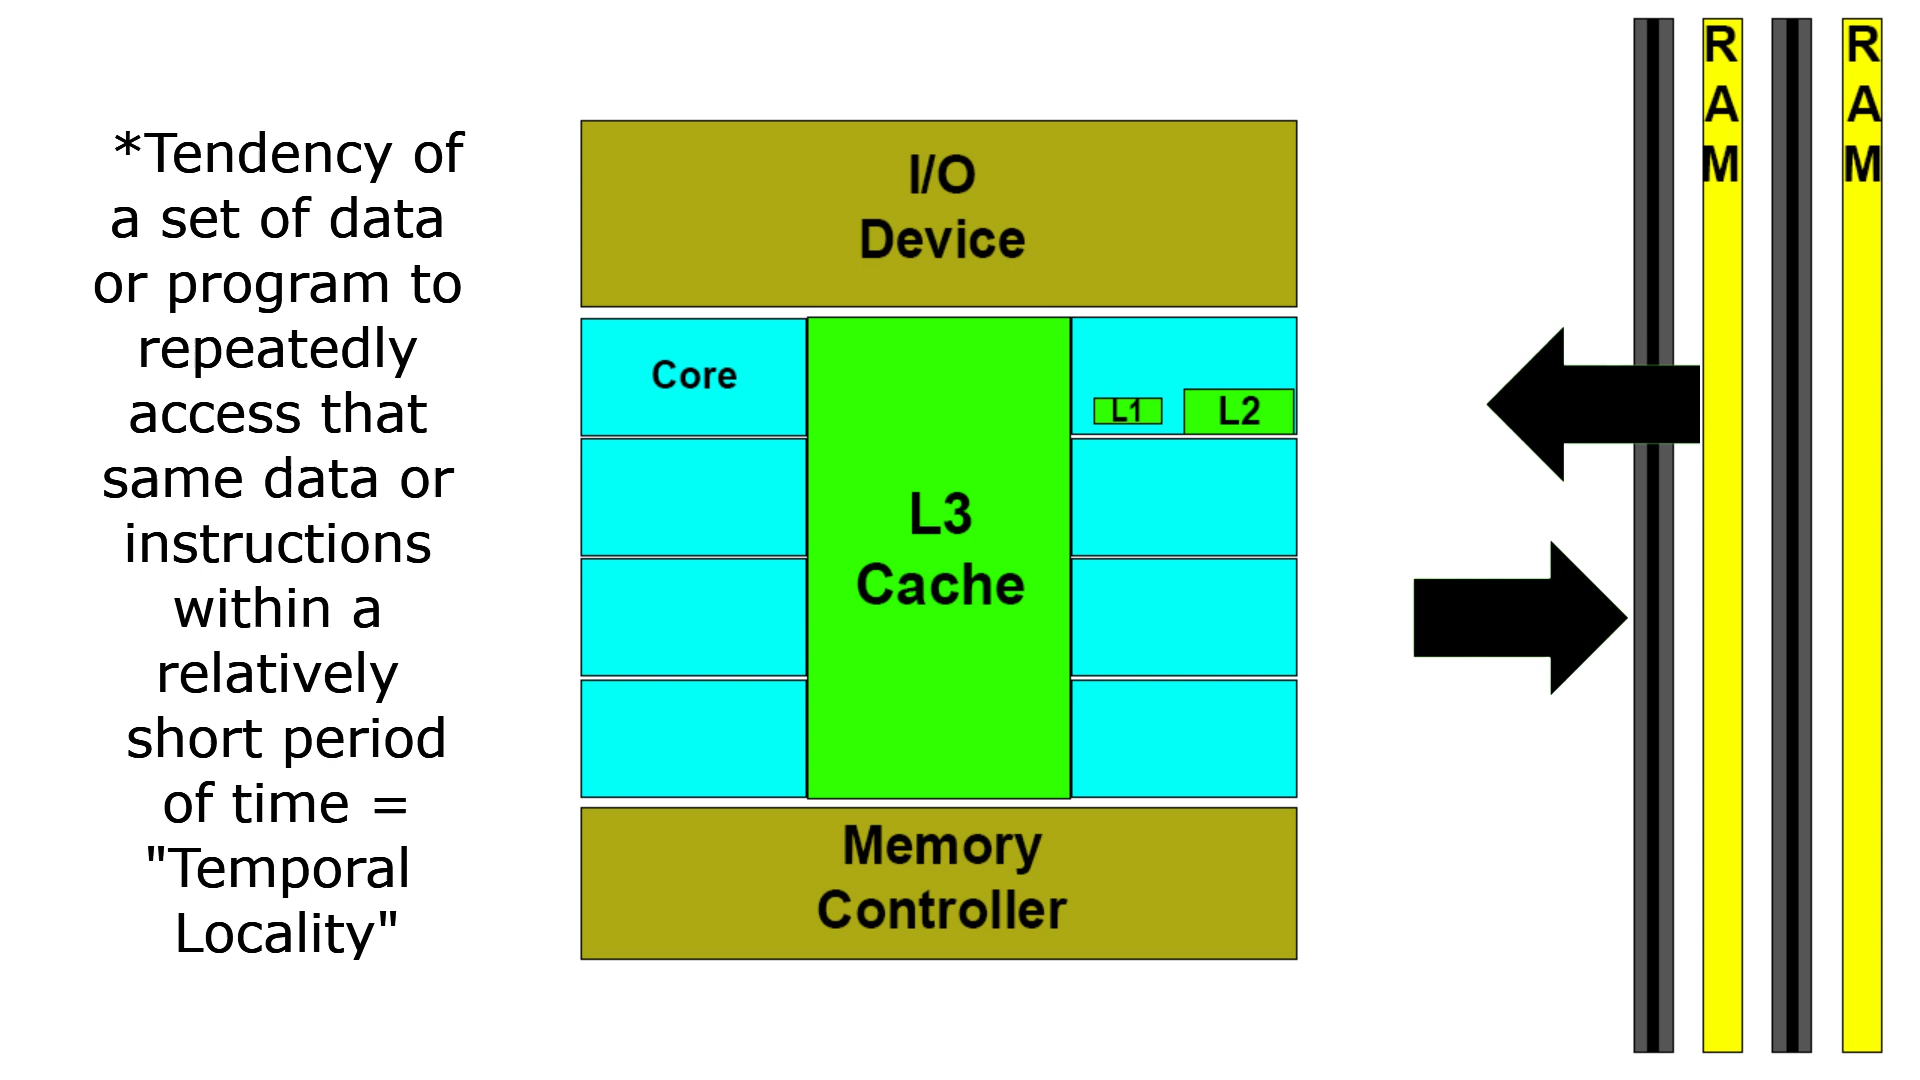 *Tendency of
a set of data
or program to
repeatedly
access that
same data or
instructions
within a
relatively
short period
of time =
"Temporal
Locality"
I/O
Device
Core
L1
L2
L3
Cache
Memory
Controller
R
A
M
R
A
M